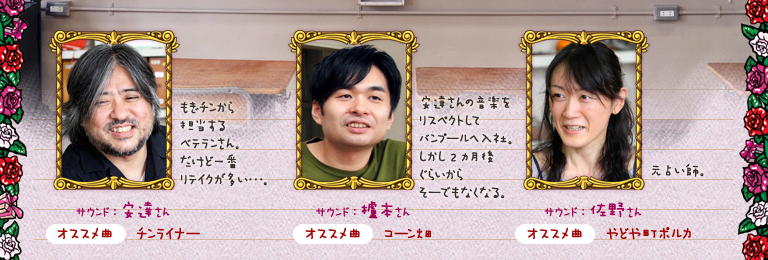 もぎチンから
担当する
ベテランさん。
だけど一番
リテイクが多い…。
サウンド：安達さん
オススメ曲 チンライナー
安達さんの音楽を
リスペクトして
バンプールへ入社。
しかし2カ月後
ぐらいから
そーでもなくなる。
サウンド：櫨本さん
オススメ曲 コーン畑
元占い師。
サウンド：佐野さん
オススメ曲 やどや町Tポルカ